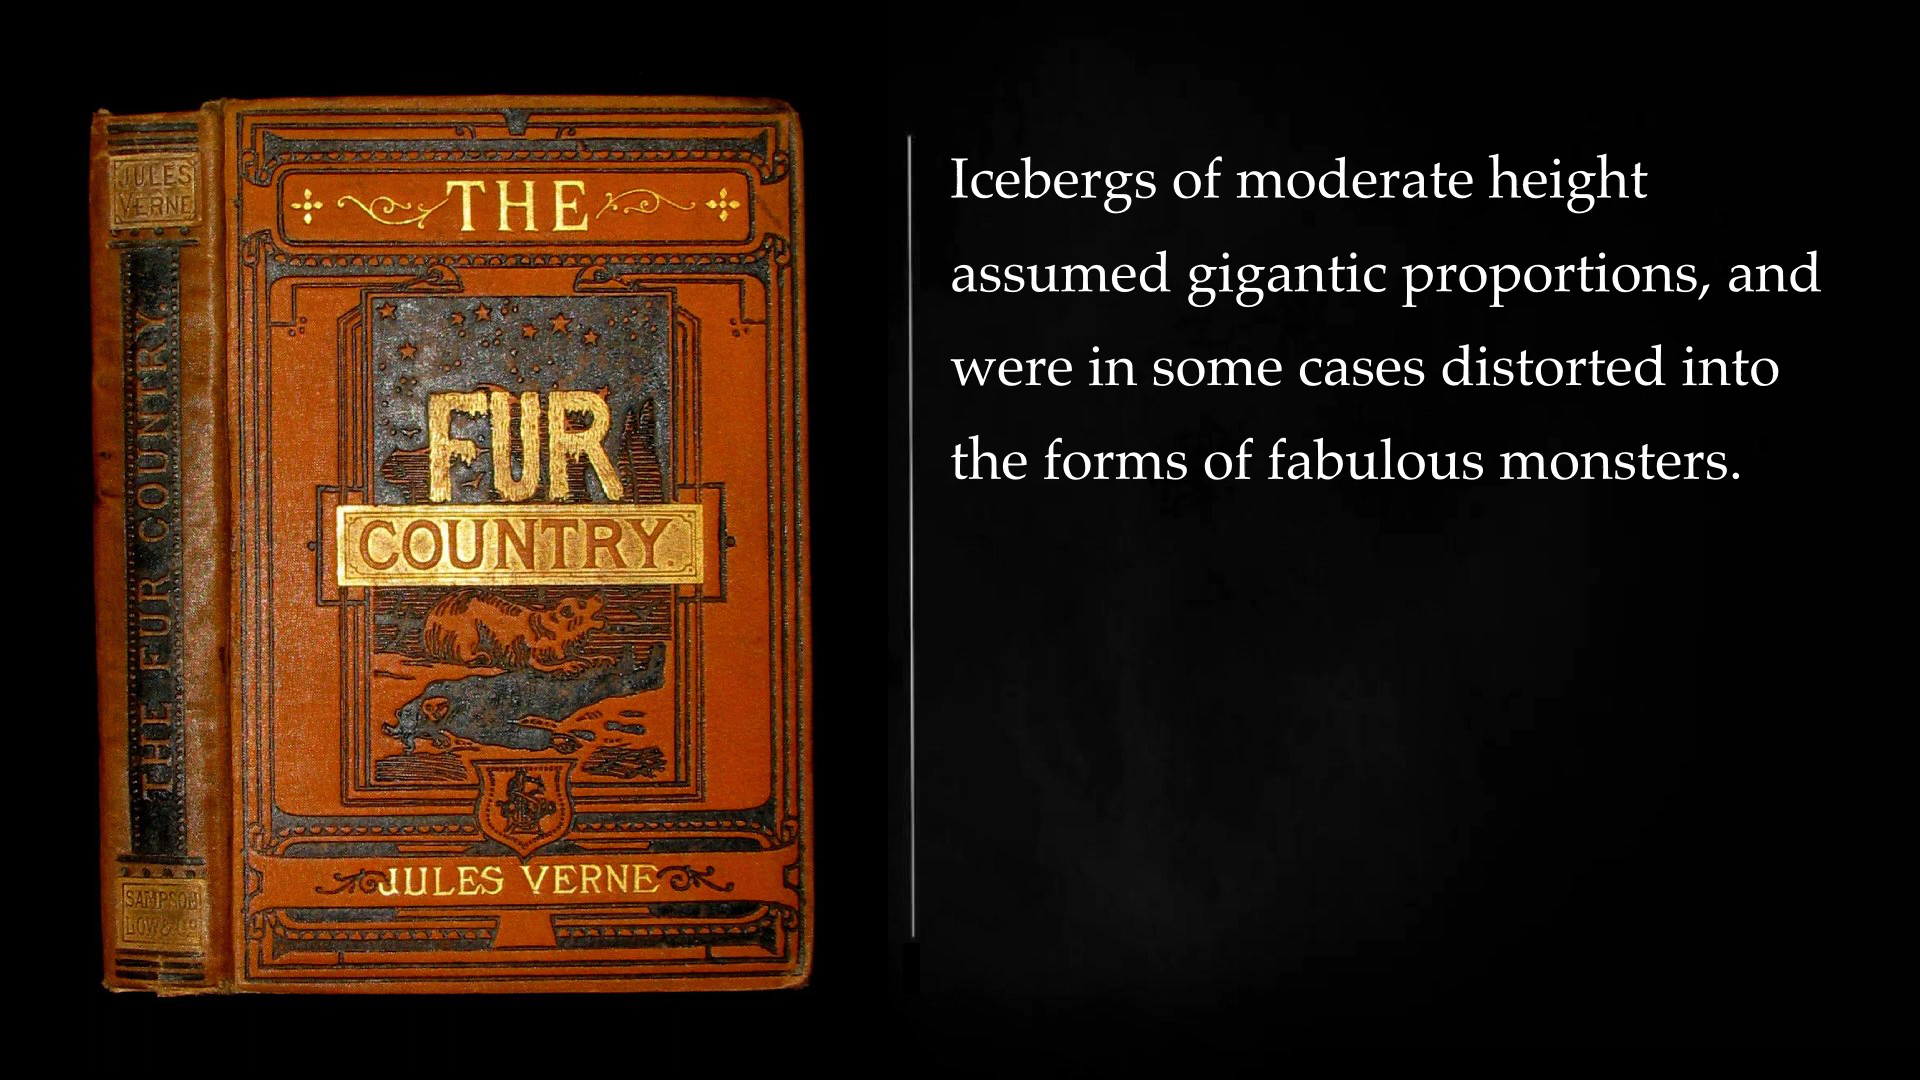 JULES
VERNE
THE FUR COUNTRY.
SAMPSON
LOW & Co
THE
FUR
COUNTRY.
JULES VERNE
Icebergs of moderate height
assumed gigantic proportions, and
were in some cases distorted into
the forms of fabulous monsters.